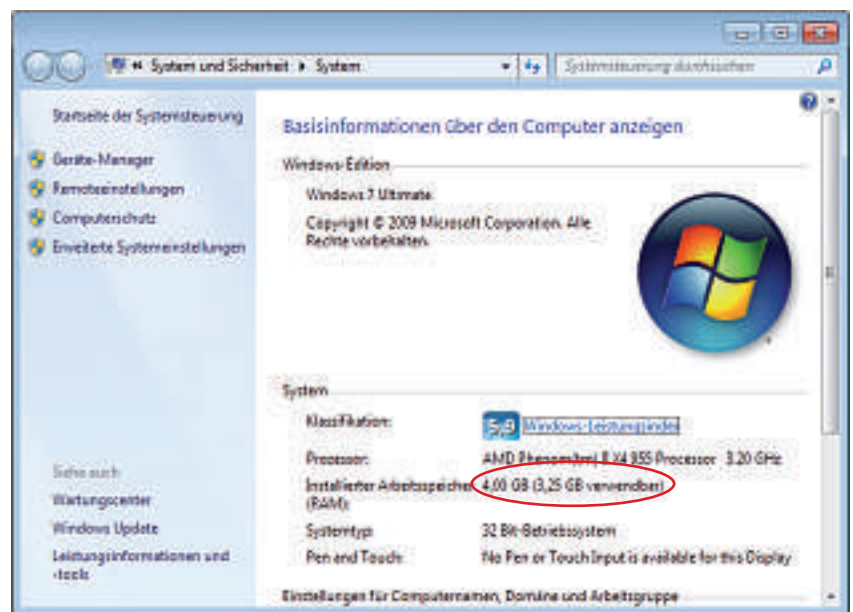 System und Sicherheit ▸ System
Systemsteuerung durchsuchen
Startseite der Systemsteuerung
Geräte-Manager
Remoteeinstellungen
Computerschutz
Erweiterte Systemeinstellungen
Basisinformationen über den Computer anzeigen
Windows-Edition
Windows 7 Ultimate
Copyright © 2009 Microsoft Corporation. Alle
Rechte vorbehalten.
System
Klassifikation:
5,9 Windows-Leistungsindex
Prozessor:
AMD Phenom(tm) II X4 955 Processor 3.20 GHz
Installierter Arbeitsspeicher
(RAM):
4,00 GB (3,25 GB verwendbar)
Systemtyp:
32 Bit-Betriebssystem
Pen and Touch:
No Pen or Touch Input is available for this Display
Einstellungen für Computernamen, Domäne und Arbeitsgruppe
Siehe auch
Wartungscenter
Windows Update
Leistungsinformationen und
-tools